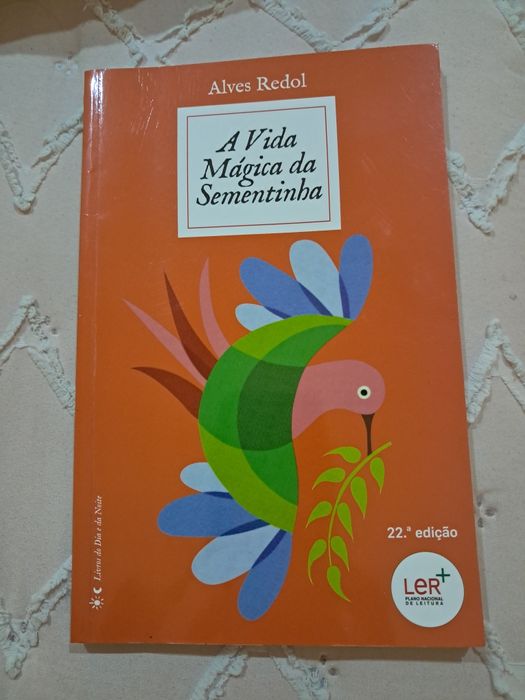 Alves Redol
A Vida
Mágica da
Sementinha
22.ª edição
LeR+
PLANO NACIONAL
DE LEITURA
Livros do Dia e da Noite